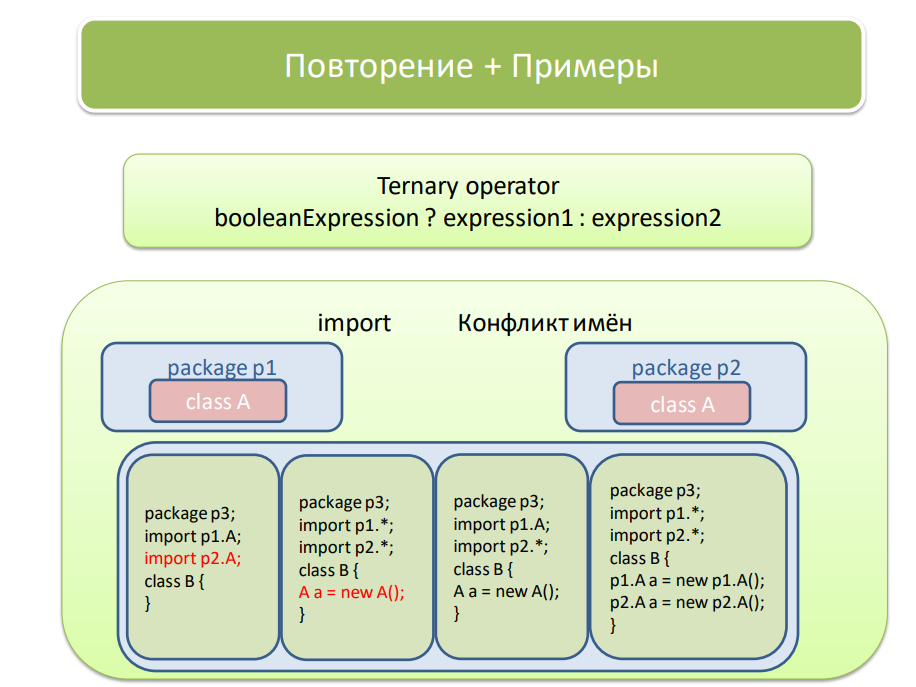 Повторение + Примеры
Ternary operator
booleanExpression ? expression1 : expression2
import Конфликт имён
package p1
class A
package p2
class A
package p3;
import p1.A;
import p2.A;
class B {
}
package p3;
import p1.*;
import p2.*;
class B {
A a = new A();
}
package p3;
import p1.A;
import p2.*;
class B {
A a = new A();
}
package p3;
import p1.*;
import p2.*;
class B {
p1.A a = new p1.A();
p2.A a = new p2.A();
}